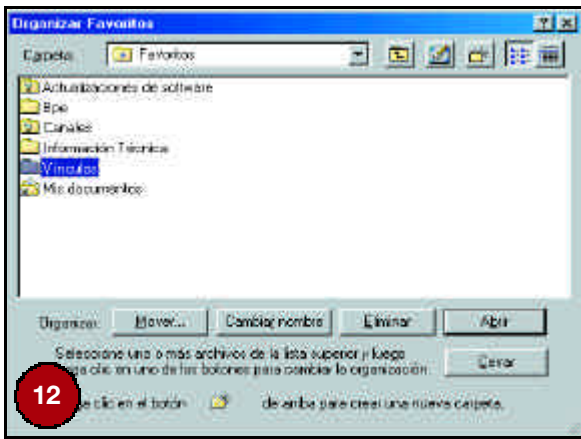 Organizar Favoritos
Carpeta: Favoritos
Actualizaciones de software
Bpe
Canales
Información Técnica
Vínculos
Mis documentos
Organizar: Mover... Cambiar nombre Eliminar Abrir
Seleccione uno o más archivos de la lista superior y luego
clic en uno de los botones para cambiar la organización. Cerrar
12
clic en el botón de arriba para crear una nueva carpeta.